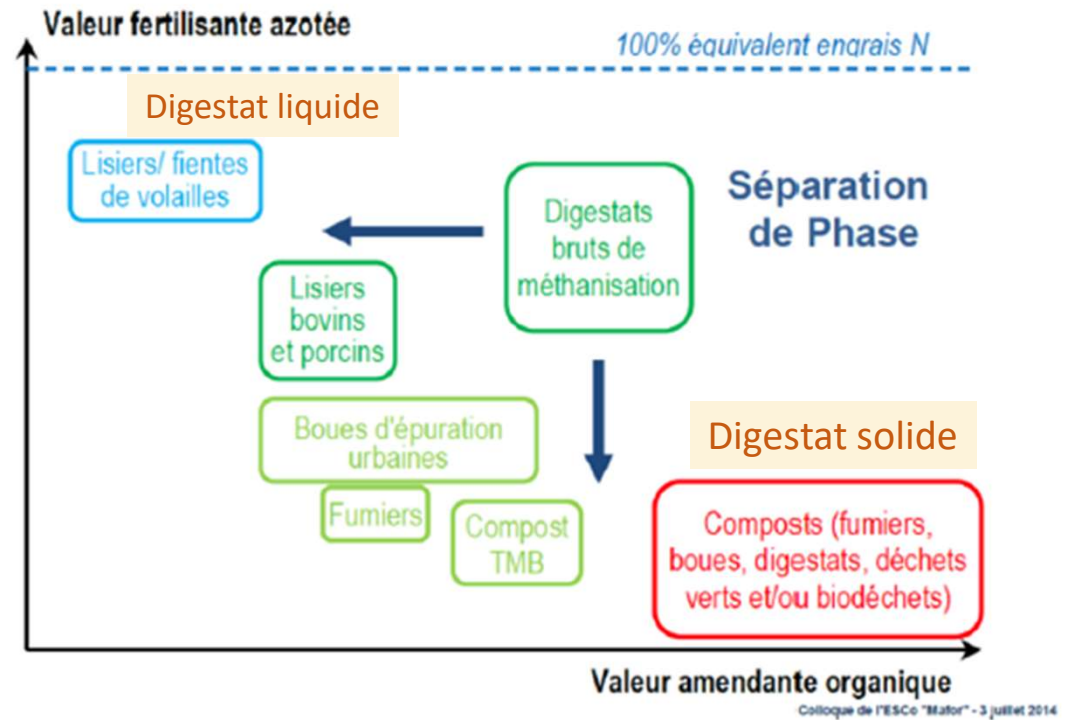 Valeur fertilisante azotée
100% équivalent engrais N
Digestat liquide
Lisiers/ fientes
de volailles
Digestats
bruts de
méthanisation
Séparation
de Phase
Lisiers
bovins
et porcins
Boues d'épuration
urbaines
Fumiers
Compost
TMB
Digestat solide
Composts (fumiers,
boues, digestats, déchets
verts et/ou biodéchets)
Valeur amendante organique
Colloque de l'ESCo "Mafor" - 3 juillet 2014